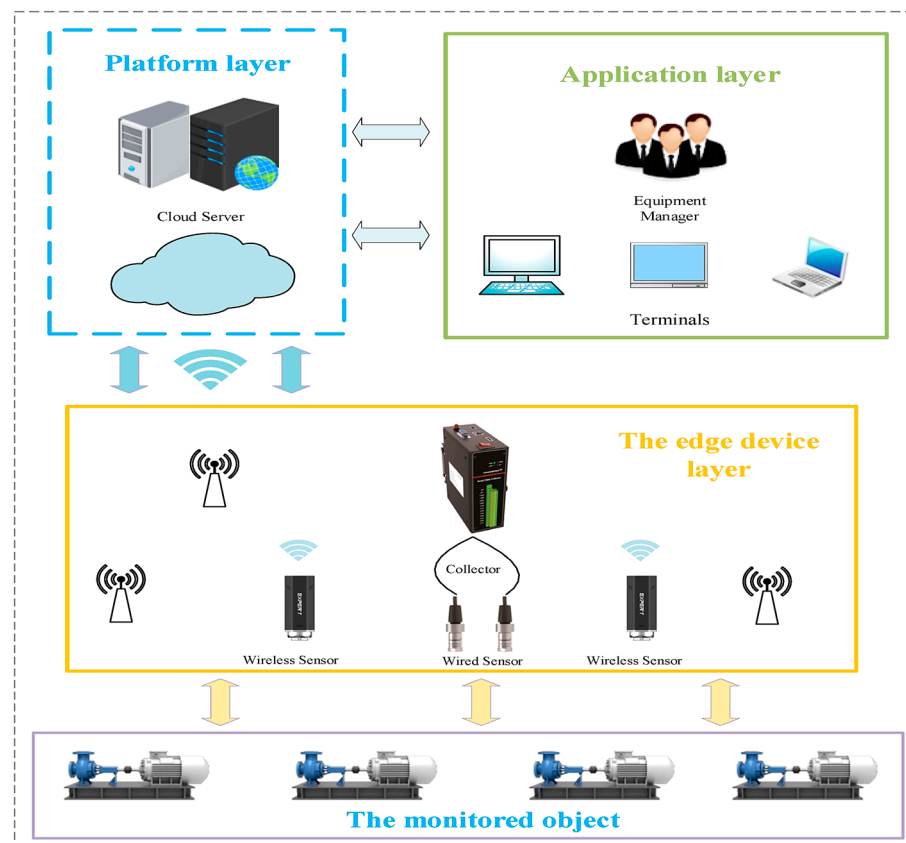 Platform layer
Application layer
Cloud Server
Equipment
Manager
Terminals
The edge device
layer
Collector
EXPERT
EXPERT
Wireless Sensor
Wired Sensor
Wireless Sensor
The monitored object